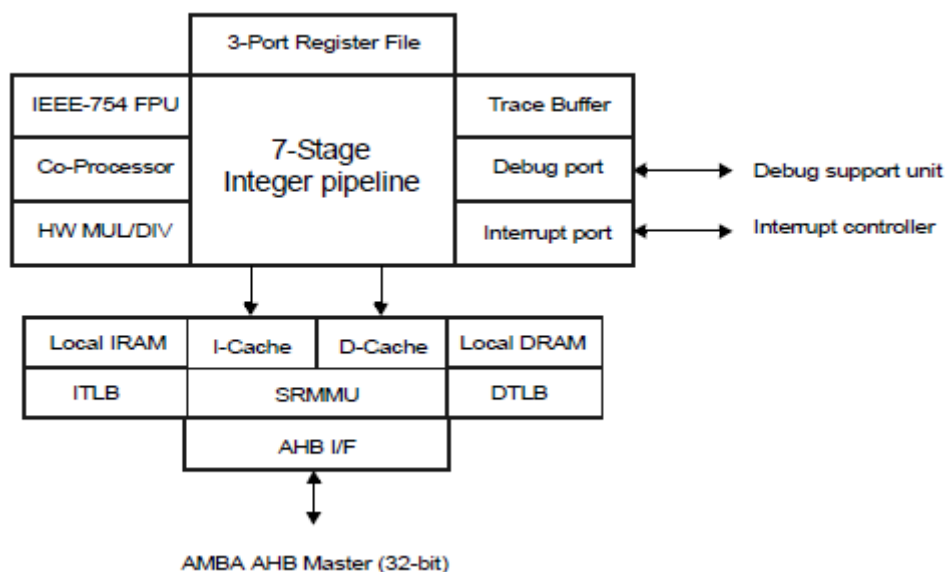 3-Port Register File
IEEE-754 FPU
Co-Processor
HW MUL/DIV
7-Stage
Integer pipeline
Trace Buffer
Debug port
Interrupt port
Debug support unit
Interrupt controller
Local IRAM
I-Cache
D-Cache
Local DRAM
ITLB
SRMMU
DTLB
AHB I/F
AMBA AHB Master (32-bit)